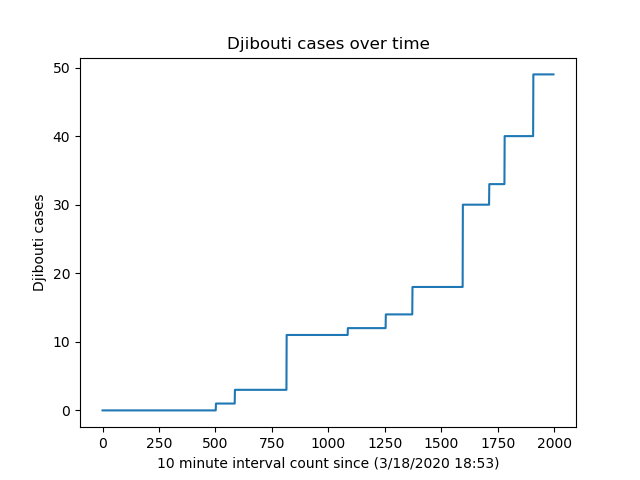 Djibouti cases over time
50
40
30
20
10
0
Djibouti cases
0 250 500 750 1000 1250 1500 1750 2000
10 minute interval count since (3/18/2020 18:53)